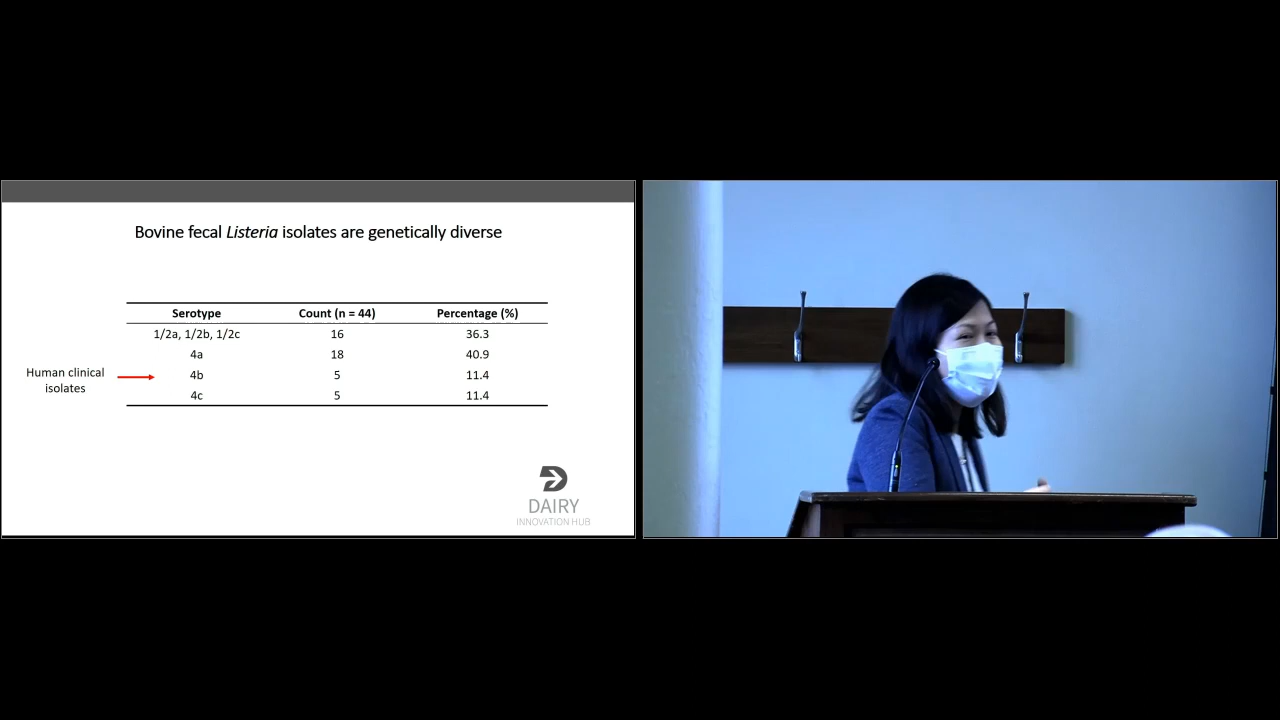 Bovine fecal Listeria isolates are genetically diverse
Serotype Count (n = 44) Percentage (%)
1/2a, 1/2b, 1/2c 16 36.3
4a 18 40.9
Human clinical
isolates
4b 5 11.4
4c 5 11.4
DAIRY
INNOVATION HUB